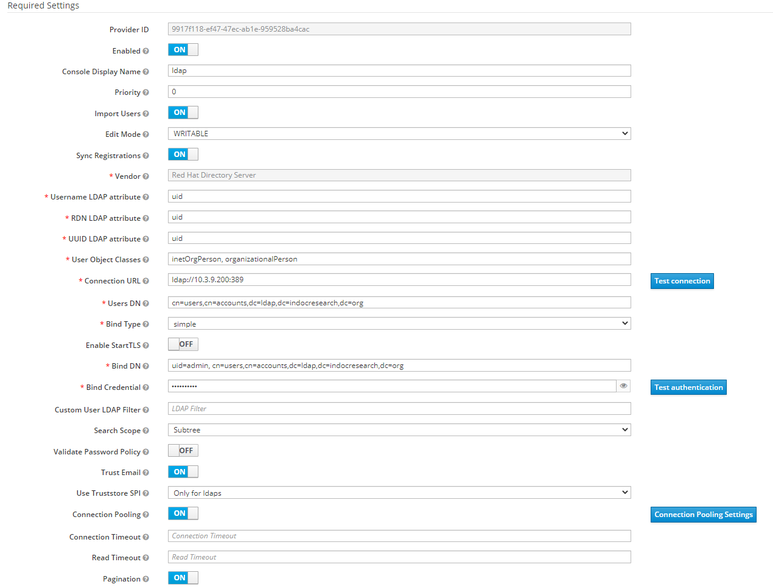 Required Settings
Provider ID 9917f118-ef47-47ec-ab1e-959528ba4cac
Enabled ON
Console Display Name ldap
Priority 0
Import Users ON
Edit Mode WRITABLE
Sync Registrations ON
* Vendor Red Hat Directory Server
* Username LDAP attribute uid
* RDN LDAP attribute uid
* UUID LDAP attribute uid
* User Object Classes inetOrgPerson, organizationalPerson
* Connection URL ldap://10.3.9.200:389 Test connection
* Users DN cn=users,cn=accounts,dc=ldap,dc=indocresearch,dc=org
* Bind Type simple
Enable StartTLS OFF
* Bind DN uid=admin, cn=users,cn=accounts,dc=ldap,dc=indocresearch,dc=org
* Bind Credential •••••••••• Test authentication
Custom User LDAP Filter LDAP Filter
Search Scope Subtree
Validate Password Policy OFF
Trust Email ON
Use Truststore SPI Only for ldaps
Connection Pooling ON Connection Pooling Settings
Connection Timeout Connection Timeout
Read Timeout Read Timeout
Pagination ON